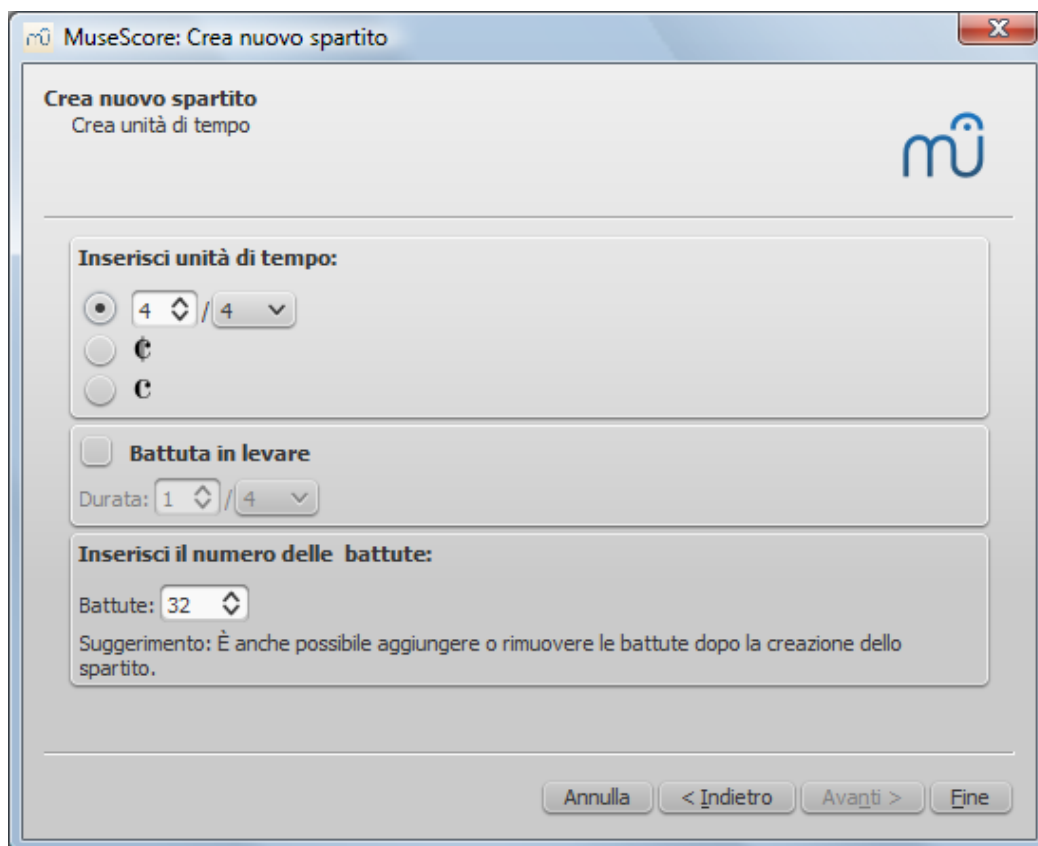 MuseScore: Crea nuovo spartito
Crea nuovo spartito
Crea unità di tempo
Inserisci unità di tempo:
4 / 4
¢
C
Battuta in levare
Durata: 1 / 4
Inserisci il numero delle battute:
Battute: 32
Suggerimento: È anche possibile aggiungere o rimuovere le battute dopo la creazione dello
spartito.
Annulla < Indietro Avanti > Fine